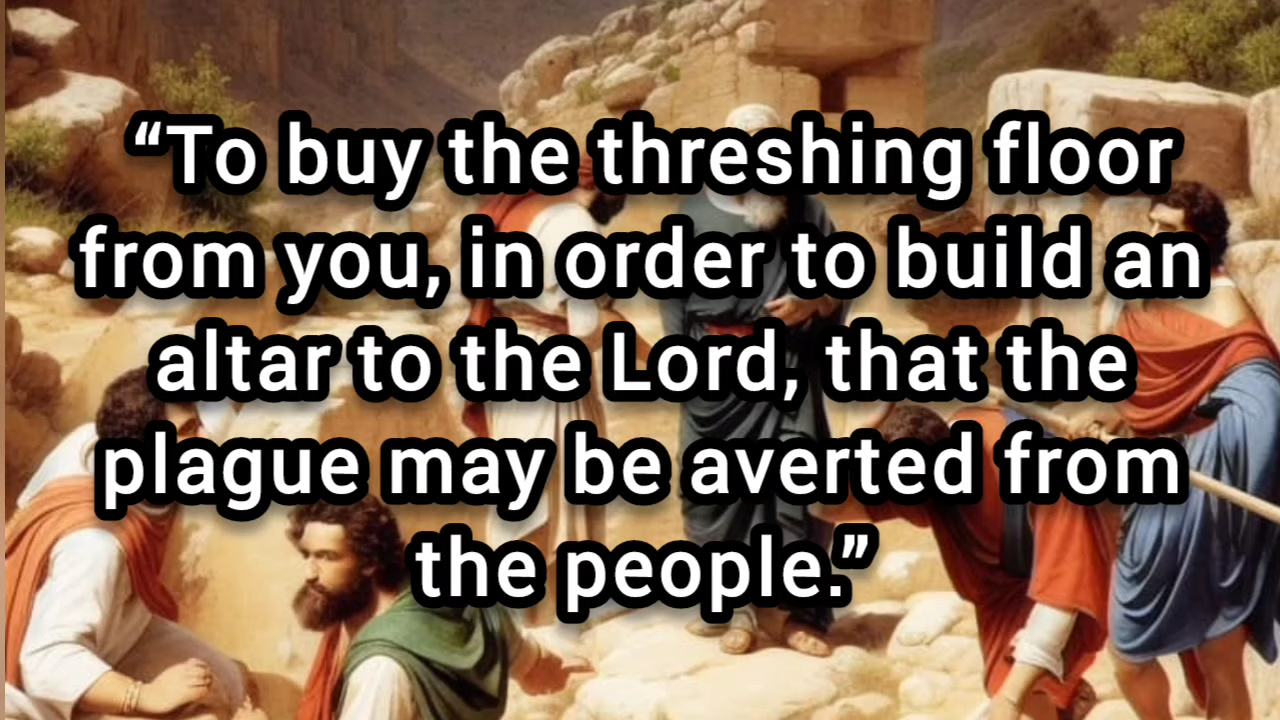 “To buy the threshing floor
from you, in order to build an
altar to the Lord, that the
plague may be averted from
the people.”